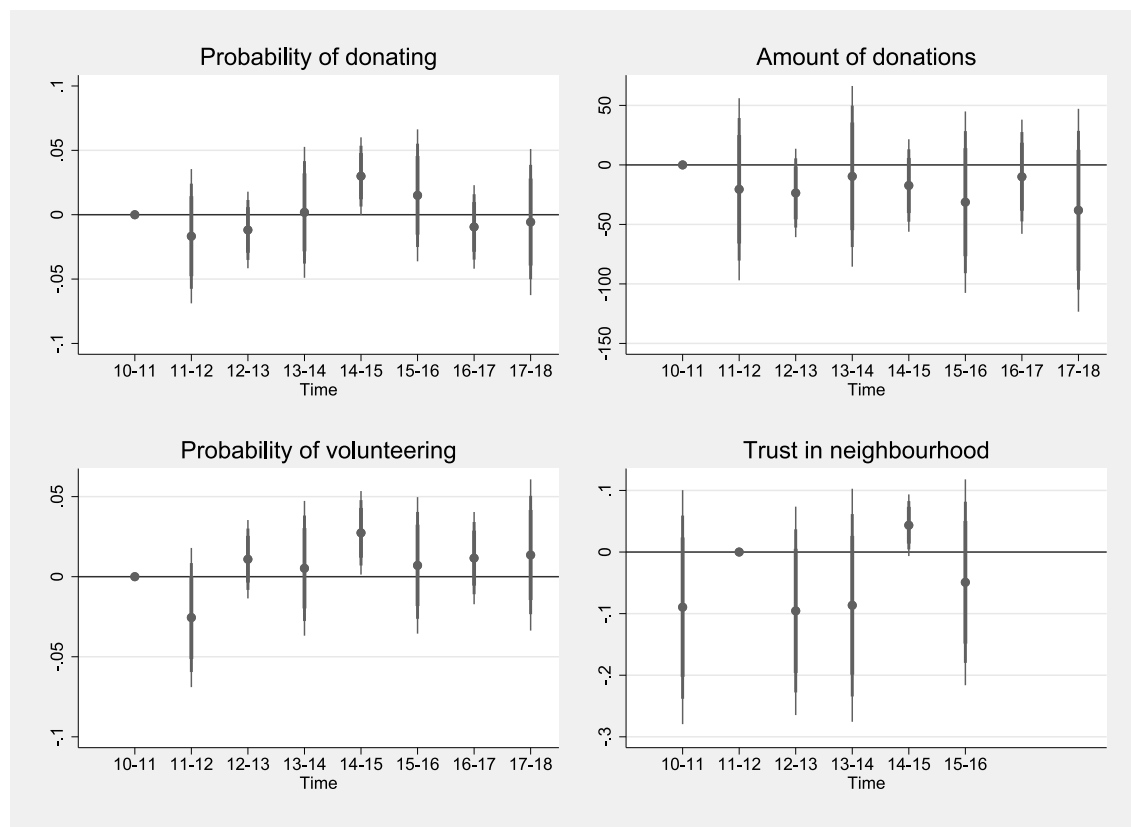 Probability of donating
.1
.05
0
-.05
-.1
10-11 11-12 12-13 13-14 14-15 15-16 16-17 17-18
Time
Amount of donations
50
0
-50
-100
-150
10-11 11-12 12-13 13-14 14-15 15-16 16-17 17-18
Time
Probability of volunteering
.05
0
-.05
-.1
10-11 11-12 12-13 13-14 14-15 15-16 16-17 17-18
Time
Trust in neighbourhood
.1
0
-.1
-.2
-.3
10-11 11-12 12-13 13-14 14-15 15-16
Time